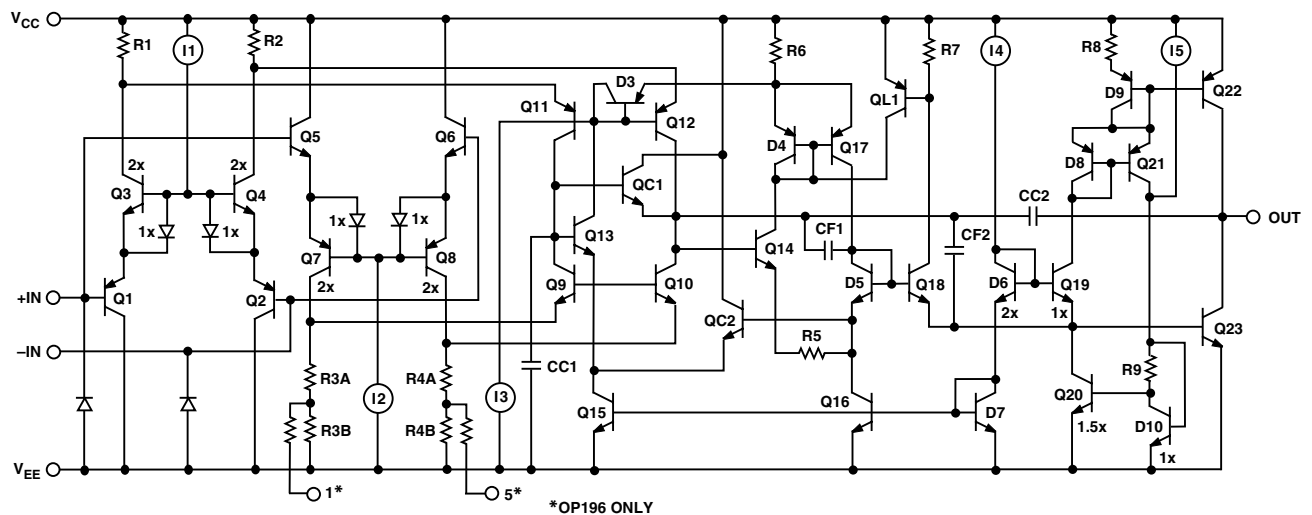 VCC
R1
I1
R2
R6
R7
I4
R8
I5
D3
D9
Q22
Q11
Q12
QL1
Q5
Q6
D4
Q17
D8
Q21
2x
2x
Q3
Q4
QC1
CC2
OUT
1x
1x
1x
1x
CF1
CF2
Q13
Q14
Q7
Q8
2x
2x
Q9
Q10
D5
Q18
D6
Q19
2x
1x
+IN
Q1
Q2
QC2
R5
Q23
–IN
CC1
R3A
R4A
R9
I2
I3
Q15
Q16
D7
Q20
1.5x
D10
1x
R3B
R4B
VEE
1*
5*
*OP196 ONLY